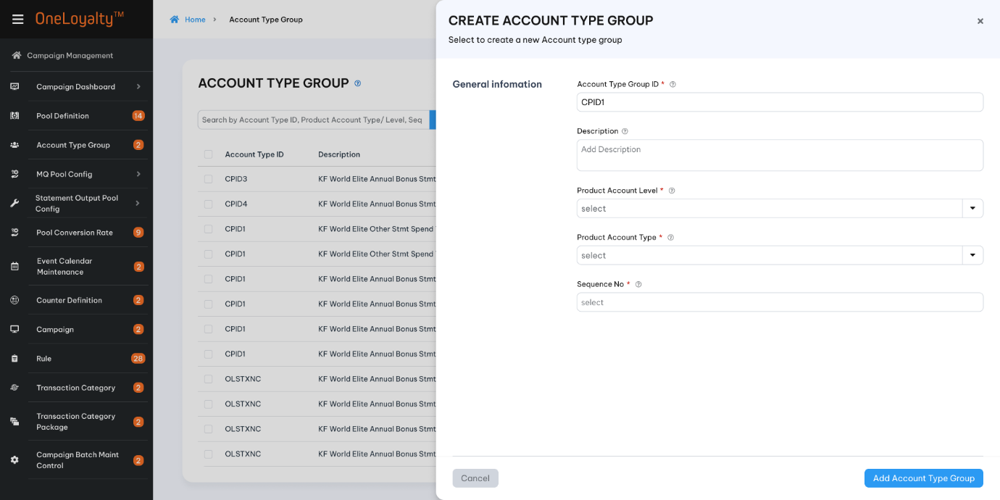 OneLoyalty™
Home
Account Type Group
Campaign Management
Campaign Dashboard
Pool Definition 14
Account Type Group 2
MQ Pool Config
Statement Output Pool
Config
Pool Conversion Rate 9
Event Calendar
Maintenance 2
Counter Definition 2
Campaign 2
Rule 28
Transaction Category 2
Transaction Category
Package 2
Campaign Batch Maint
Control 2
ACCOUNT TYPE GROUP
Search by Account Type ID, Product Account Type/ Level, Seq
Account Type ID Description
CPID3 KF World Elite Annual Bonus Stmt
CPID4 KF World Elite Annual Bonus Stmt
CPID1 KF World Elite Other Stmt Spend
CPID1 KF World Elite Other Stmt Spend
CPID1 KF World Elite Annual Bonus Stmt
CPID1 KF World Elite Annual Bonus Stmt
CPID1 KF World Elite Annual Bonus Stmt
CPID1 KF World Elite Annual Bonus Stmt
OLSTXNC KF World Elite Annual Bonus Stmt
OLSTXNC KF World Elite Annual Bonus Stmt
OLSTXNC KF World Elite Annual Bonus Stmt
OLSTXNC KF World Elite Annual Bonus Stmt
CREATE ACCOUNT TYPE GROUP
Select to create a new Account type group
General infomation
Account Type Group ID *
CPID1
Description
Add Description
Product Account Level *
select
Product Account Type *
select
Sequence No *
select
Cancel
Add Account Type Group